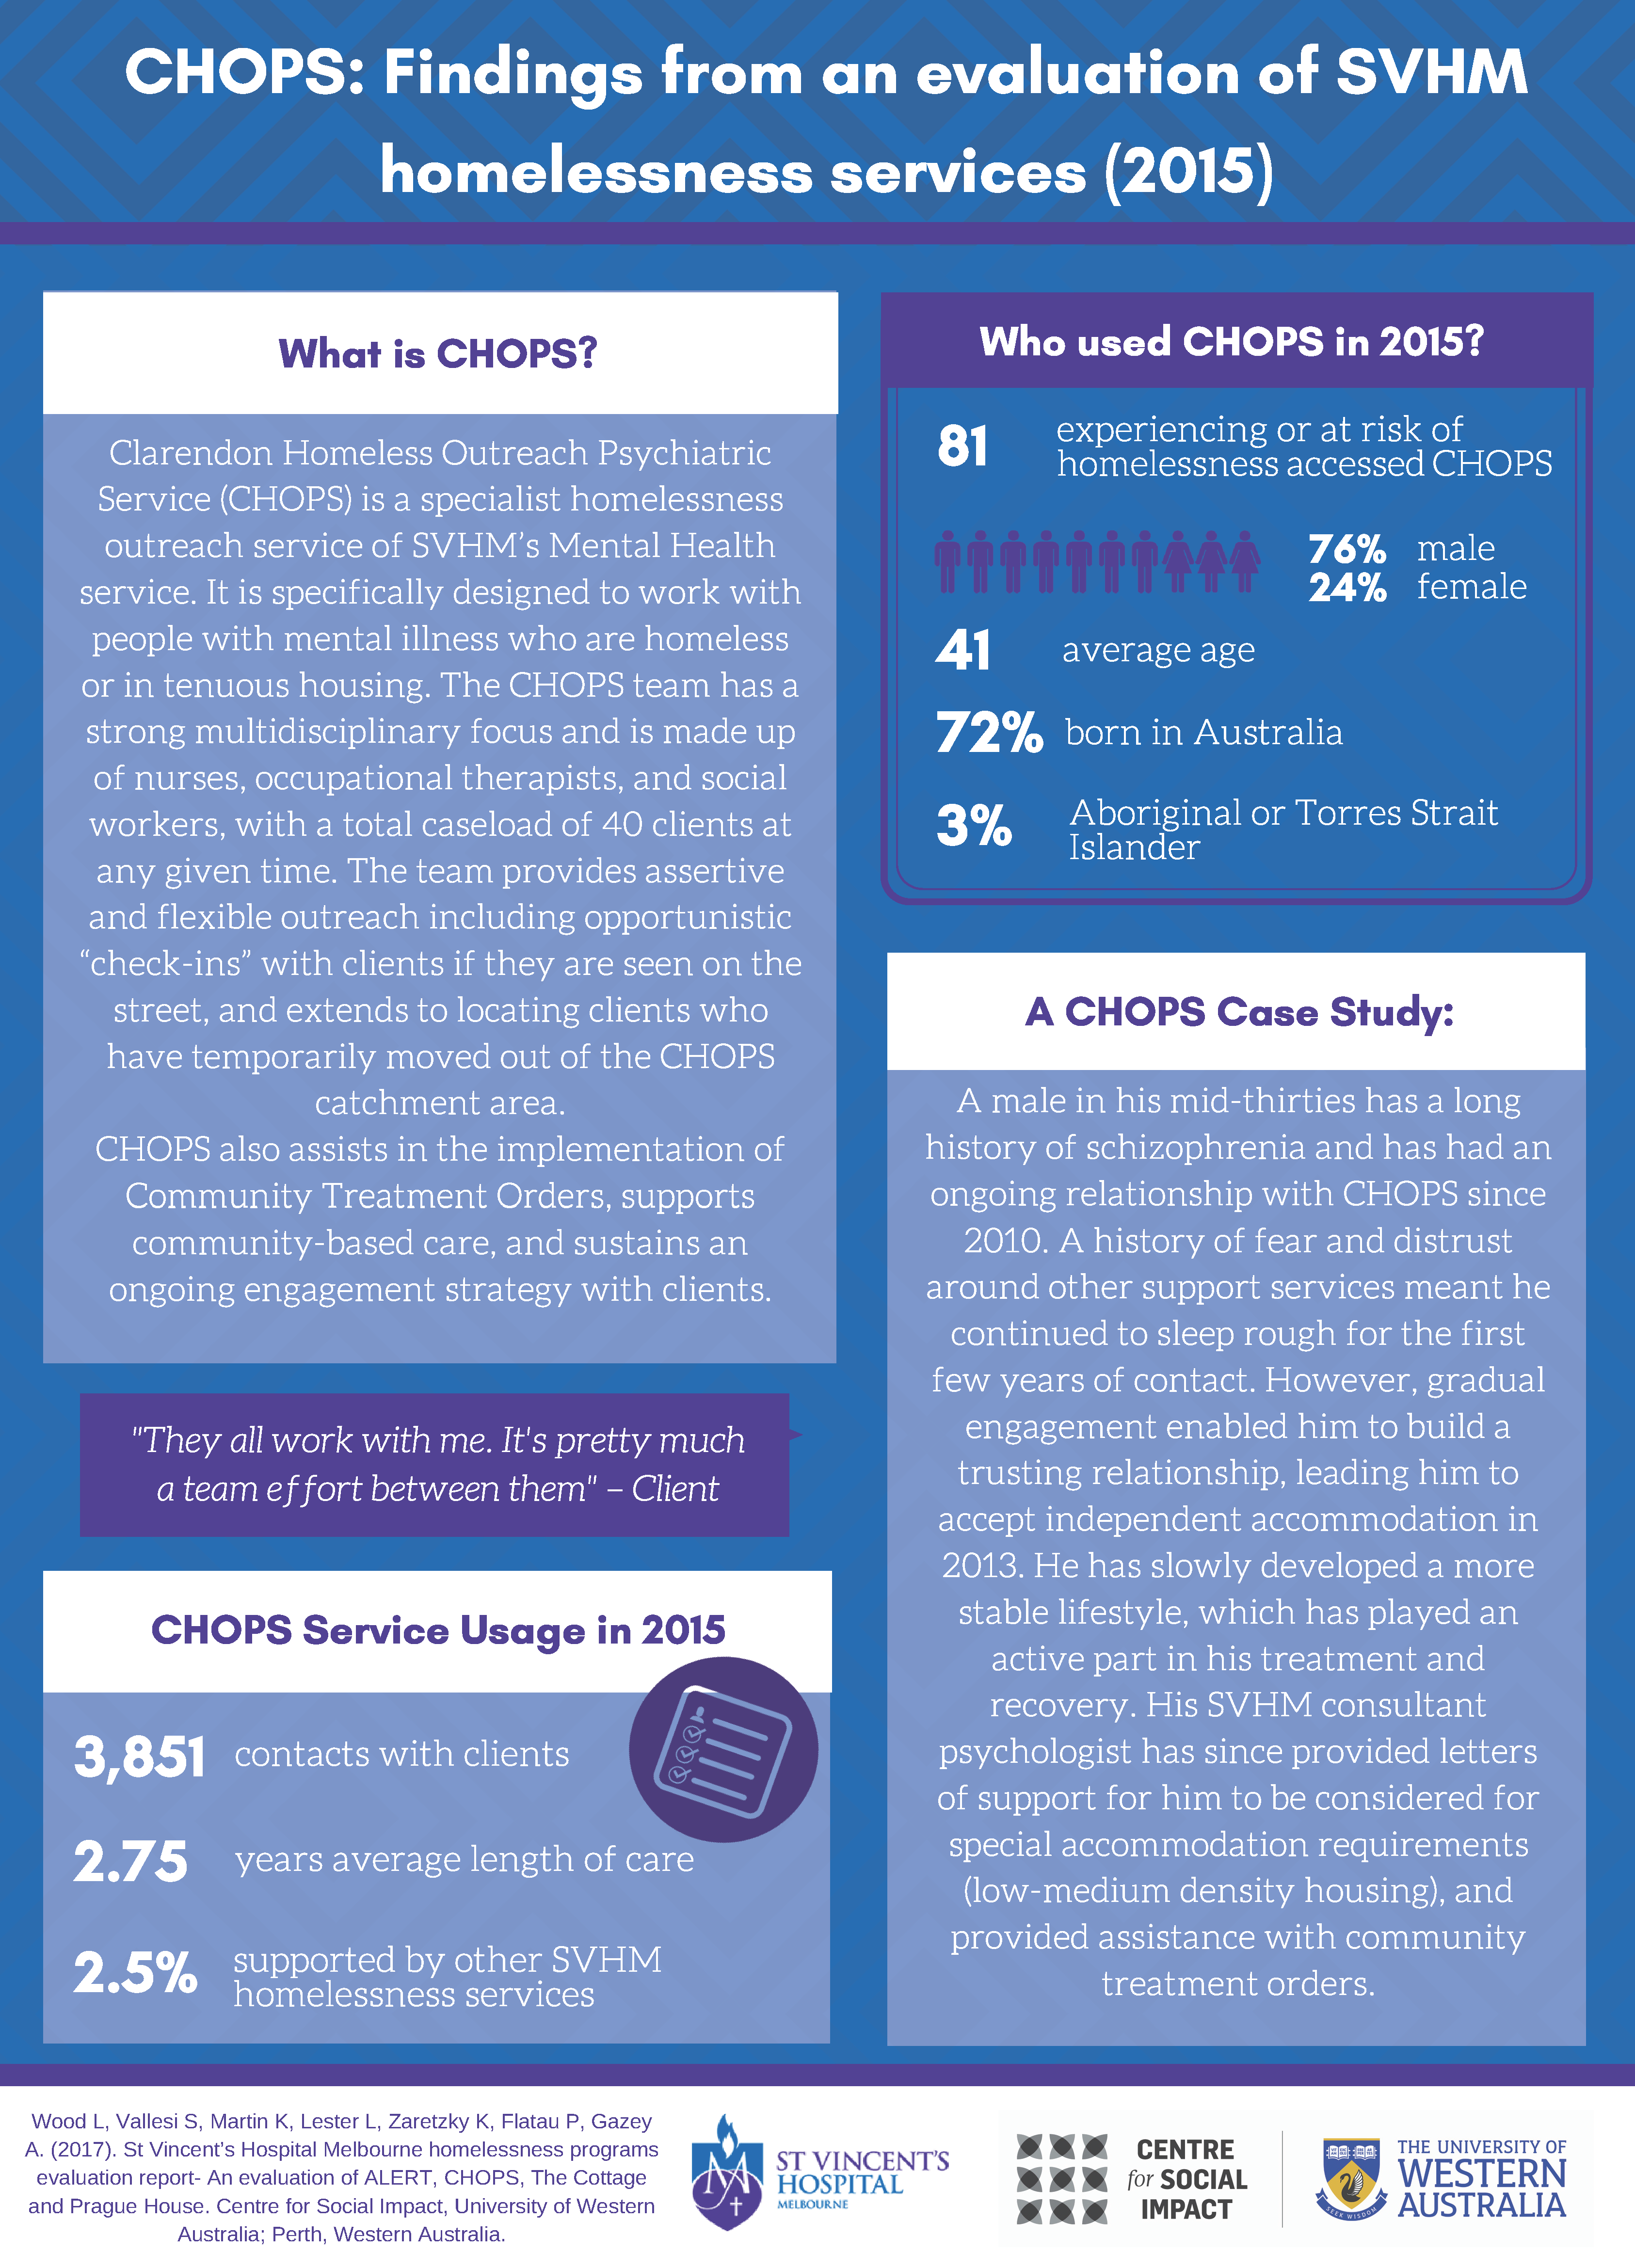 CHOPS: Findings from an evaluation of SVHM
homelessness services (2015)
What is CHOPS?
Clarendon Homeless Outreach Psychiatric
Service (CHOPS) is a specialist homelessness
outreach service of SVHM’s Mental Health
service. It is specifically designed to work with
people with mental illness who are homeless
or in tenuous housing. The CHOPS team has a
strong multidisciplinary focus and is made up
of nurses, occupational therapists, and social
workers, with a total caseload of 40 clients at
any given time. The team provides assertive
and flexible outreach including opportunistic
“check-ins” with clients if they are seen on the
street, and extends to locating clients who
have temporarily moved out of the CHOPS
catchment area.
CHOPS also assists in the implementation of
Community Treatment Orders, supports
community-based care, and sustains an
ongoing engagement strategy with clients.
"They all work with me. It's pretty much
a team effort between them" – Client
CHOPS Service Usage in 2015
3,851 contacts with clients
2.75 years average length of care
2.5% supported by other SVHM
homelessness services
Who used CHOPS in 2015?
81 experiencing or at risk of
homelessness accessed CHOPS
76% male
24% female
41 average age
72% born in Australia
3% Aboriginal or Torres Strait
Islander
A CHOPS Case Study:
A male in his mid-thirties has a long
history of schizophrenia and has had an
ongoing relationship with CHOPS since
2010. A history of fear and distrust
around other support services meant he
continued to sleep rough for the first
few years of contact. However, gradual
engagement enabled him to build a
trusting relationship, leading him to
accept independent accommodation in
2013. He has slowly developed a more
stable lifestyle, which has played an
active part in his treatment and
recovery. His SVHM consultant
psychologist has since provided letters
of support for him to be considered for
special accommodation requirements
(low-medium density housing), and
provided assistance with community
treatment orders.
Wood L, Vallesi S, Martin K, Lester L, Zaretzky K, Flatau P, Gazey
A. (2017). St Vincent’s Hospital Melbourne homelessness programs
evaluation report- An evaluation of ALERT, CHOPS, The Cottage
and Prague House. Centre for Social Impact, University of Western
Australia; Perth, Western Australia.
ST VINCENT’S
HOSPITAL
MELBOURNE
CENTRE
for SOCIAL
IMPACT
SEEK WISDOM
THE UNIVERSITY OF
WESTERN
AUSTRALIA